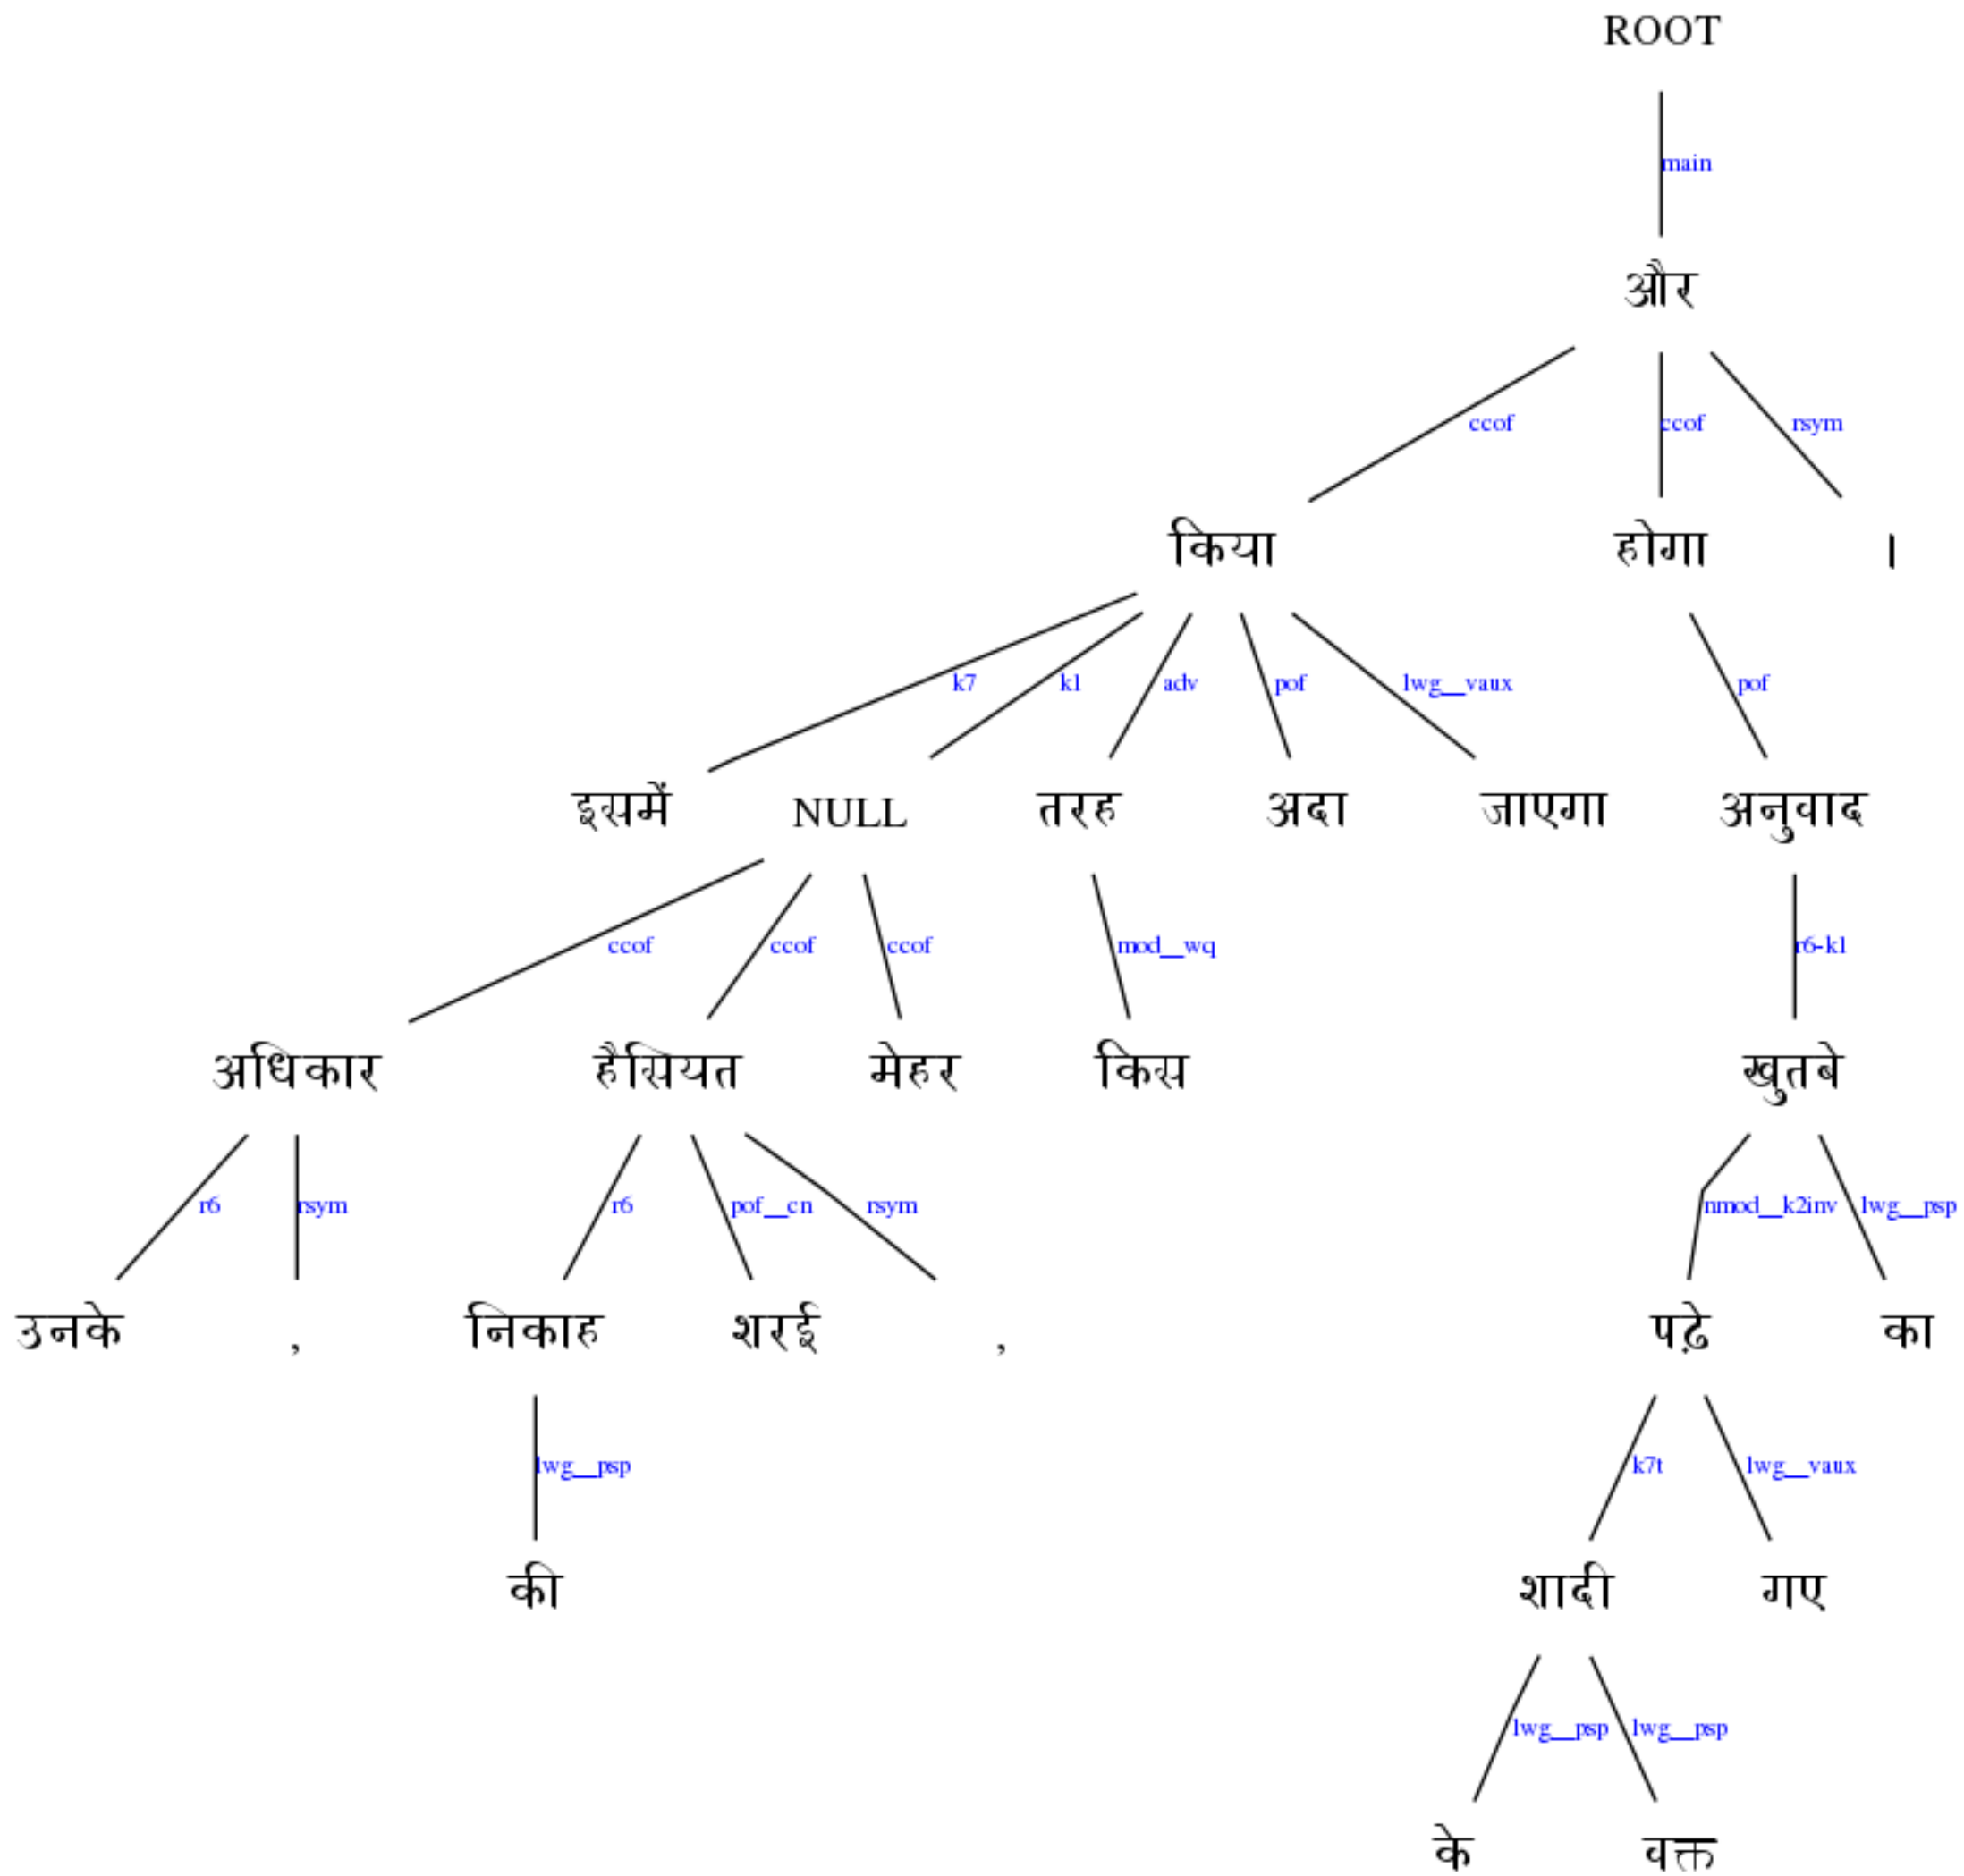 ROOT
main
और
ccof ccof rsym
किया होगा ।
k7 k1 adv pof lwg__vaux pof
इसमें NULL तरह अदा जाएगा अनुवाद
ccof ccof ccof mod__wq r6-k1
अधिकार हैसियत मेहर किस खुतबे
r6 rsym r6 pof__cn rsym nmod__k2inv lwg__psp
उनके , निकाह शरई , पढ़े का
lwg__psp k7t lwg__vaux
की शादी गए
lwg__psp lwg__psp
के वक्त